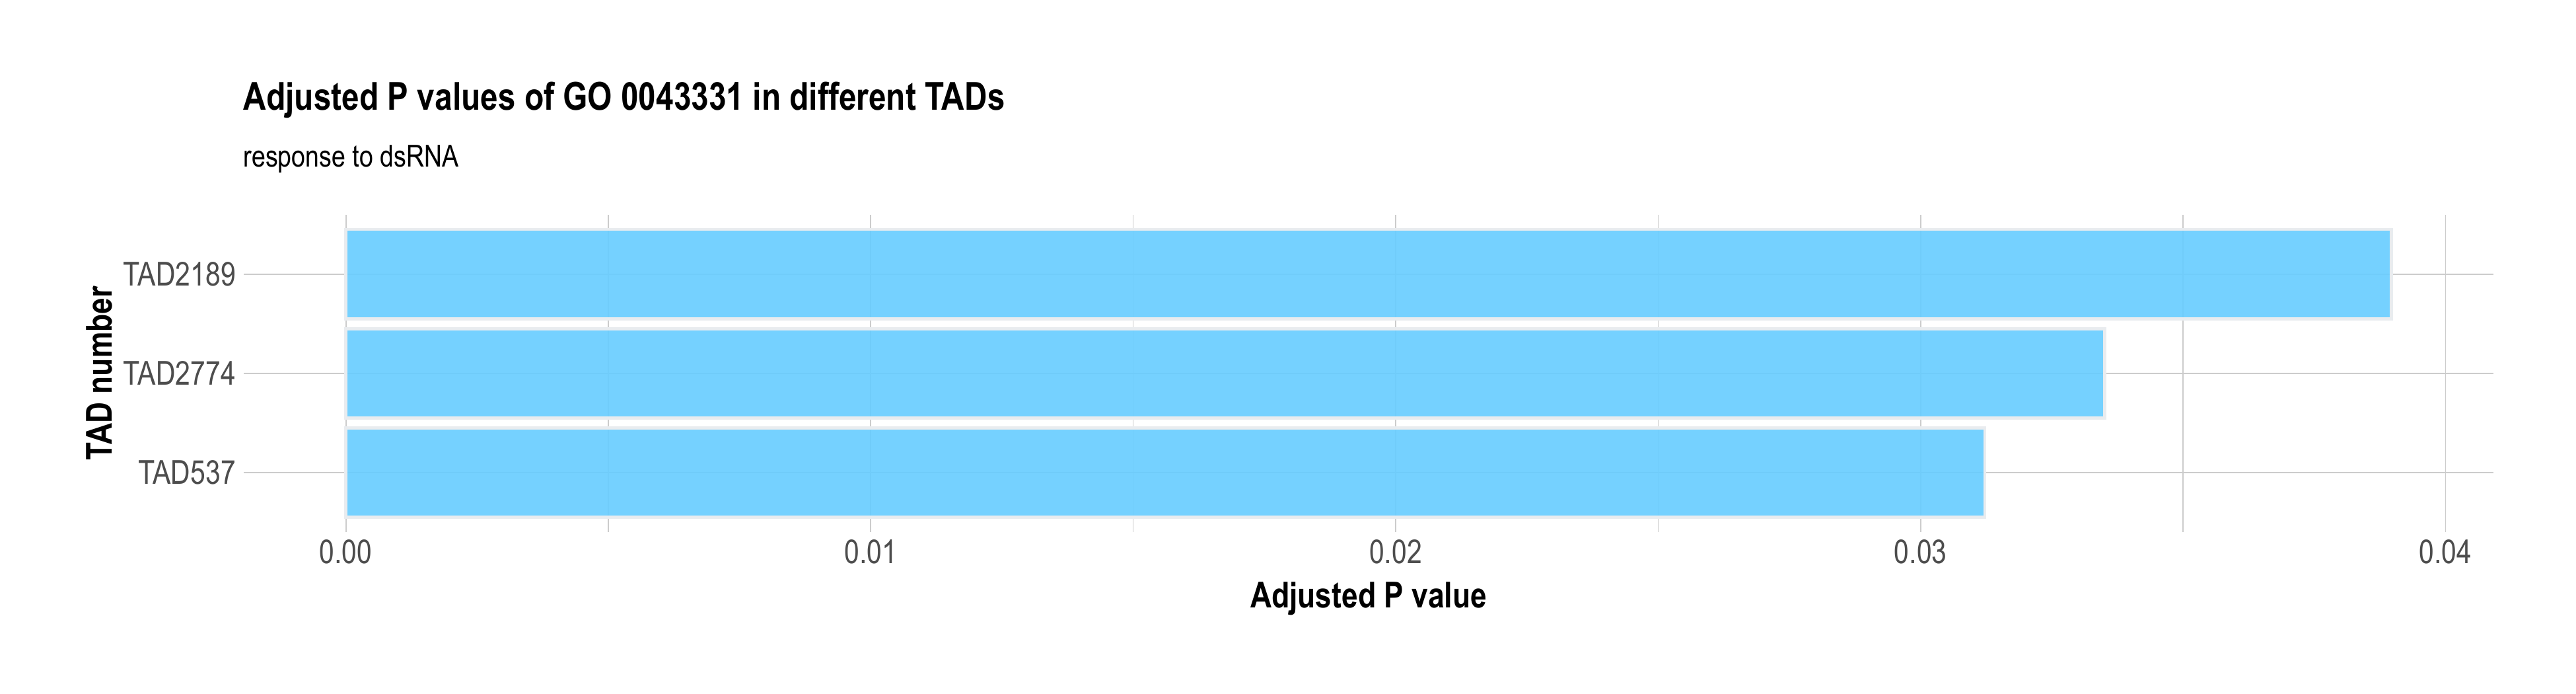 Adjusted P values of GO 0043331 in different TADs
response to dsRNA
TAD number
TAD2189
TAD2774
TAD537
0.00 0.01 0.02 0.03 0.04
Adjusted P value